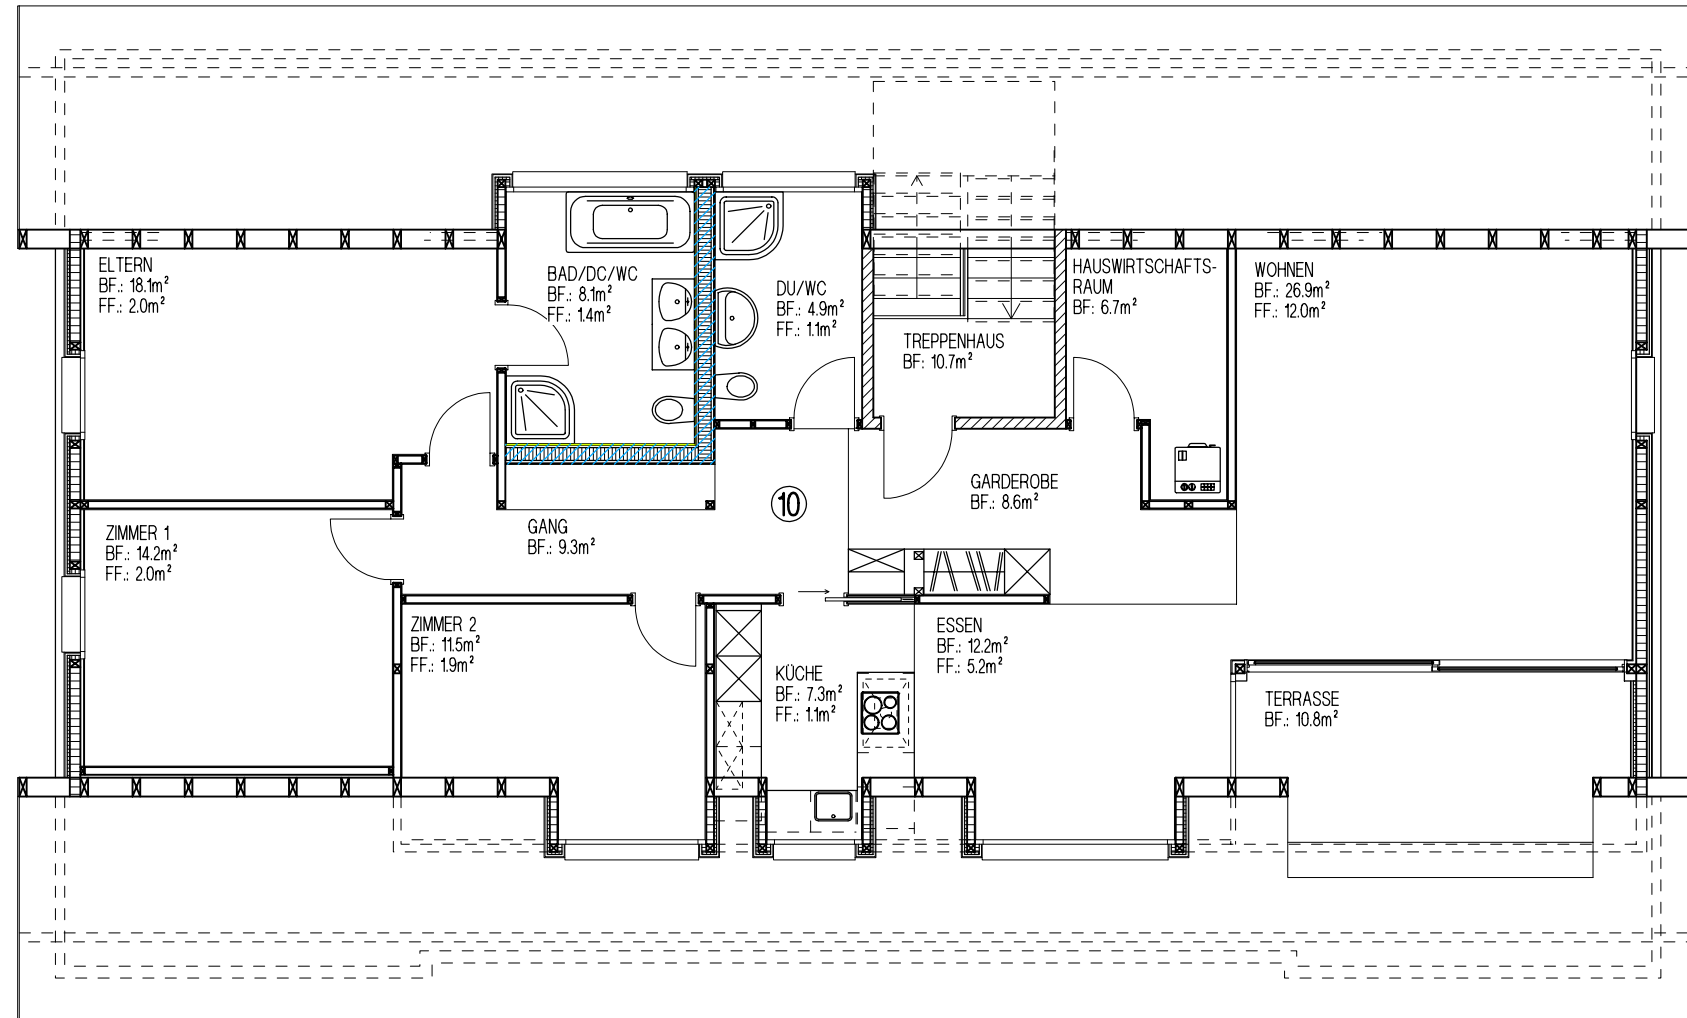 ELTERN
BF.: 18.1m²
FF.: 2.0m²
BAD/DC/WC
BF.: 8.1m²
FF.: 1.4m²
DU/WC
BF.: 4.9m²
FF.: 1.1m²
TREPPENHAUS
BF: 10.7m²
HAUSWIRTSCHAFTS-
RAUM
BF: 6.7m²
WOHNEN
BF.: 26.9m²
FF.: 12.0m²
ZIMMER 1
BF.: 14.2m²
FF.: 2.0m²
GANG
BF.: 9.3m²
10
GARDEROBE
BF.: 8.6m²
ZIMMER 2
BF.: 11.5m²
FF.: 1.9m²
KÜCHE
BF.: 7.3m²
FF.: 1.1m²
ESSEN
BF.: 12.2m²
FF.: 5.2m²
TERRASSE
BF.: 10.8m²